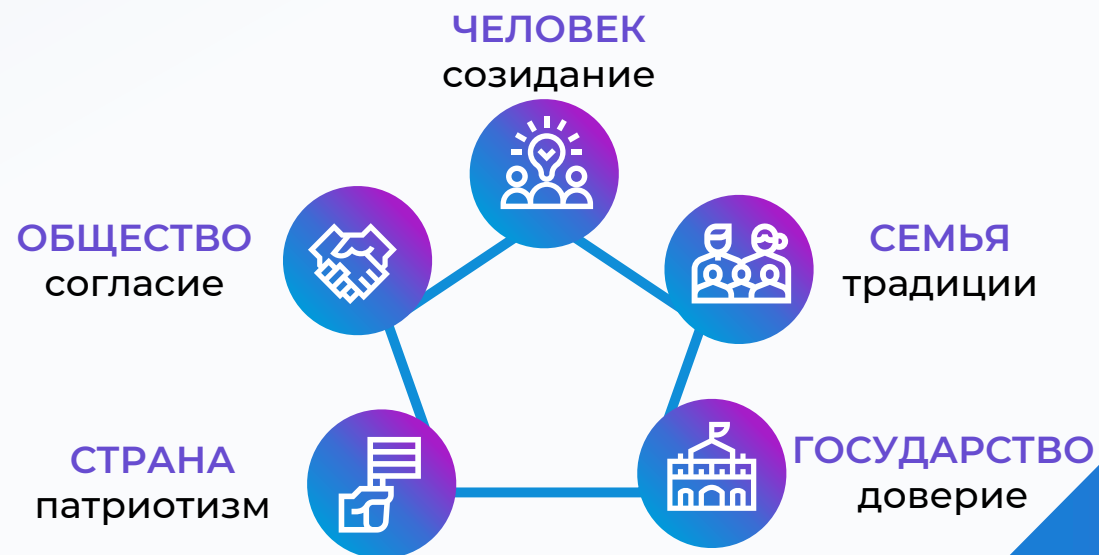 ЧЕЛОВЕК
созидание
ОБЩЕСТВО
согласие
СЕМЬЯ
традиции
СТРАНА
патриотизм
ГОСУДАРСТВО
доверие